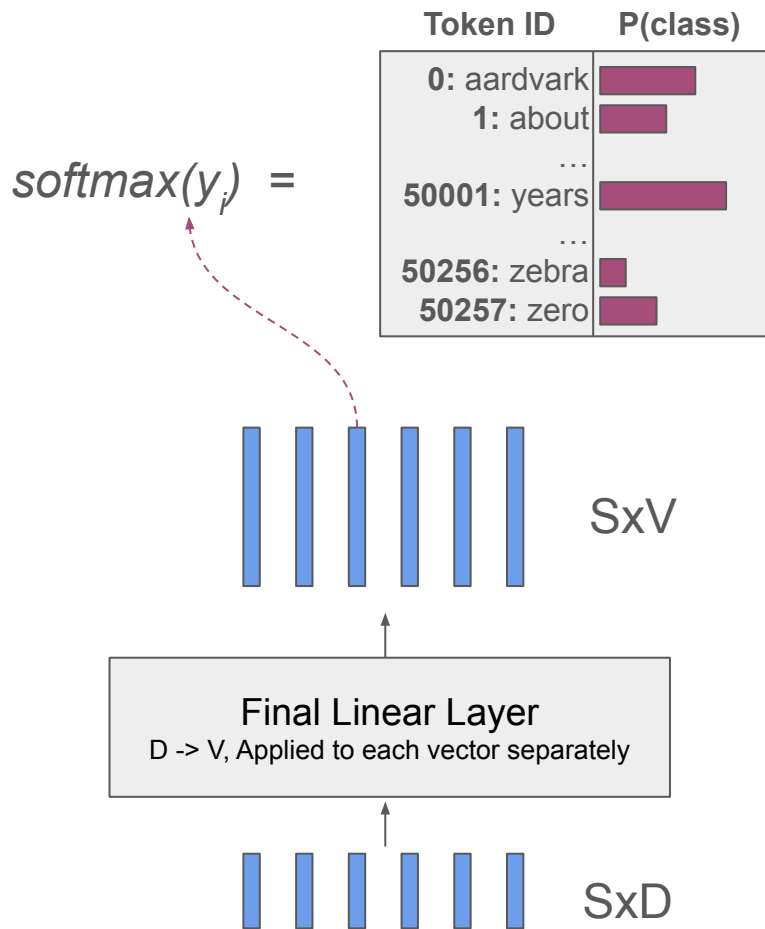 Token ID P(class)
0: aardvark
1: about
…
softmax(y_i) =
50001: years
…
50256: zebra
50257: zero
SxV
Final Linear Layer
D -> V, Applied to each vector separately
SxD